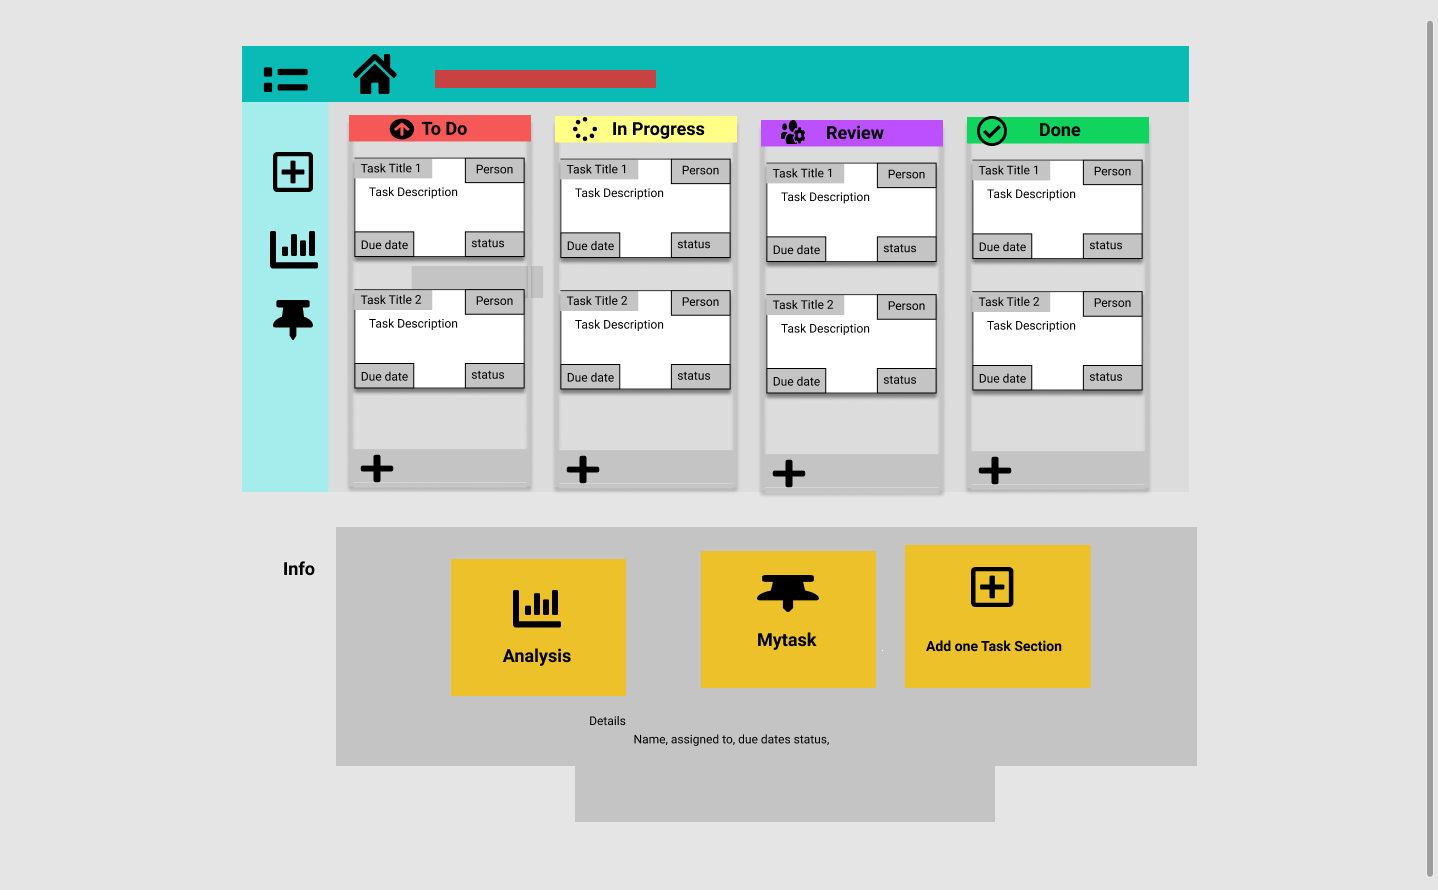 To Do
In Progress
Review
Done
Task Title 1
Person
Task Description
Due date
status
Task Title 2
Person
Task Description
Due date
status
Task Title 1
Person
Task Description
Due date
status
Task Title 2
Person
Task Description
Due date
status
Task Title 1
Person
Task Description
Due date
status
Task Title 2
Person
Task Description
Due date
status
Task Title 1
Person
Task Description
Due date
status
Task Title 2
Person
Task Description
Due date
status
Info
Analysis
Mytask
Add one Task Section
Details
Name, assigned to, due dates status,